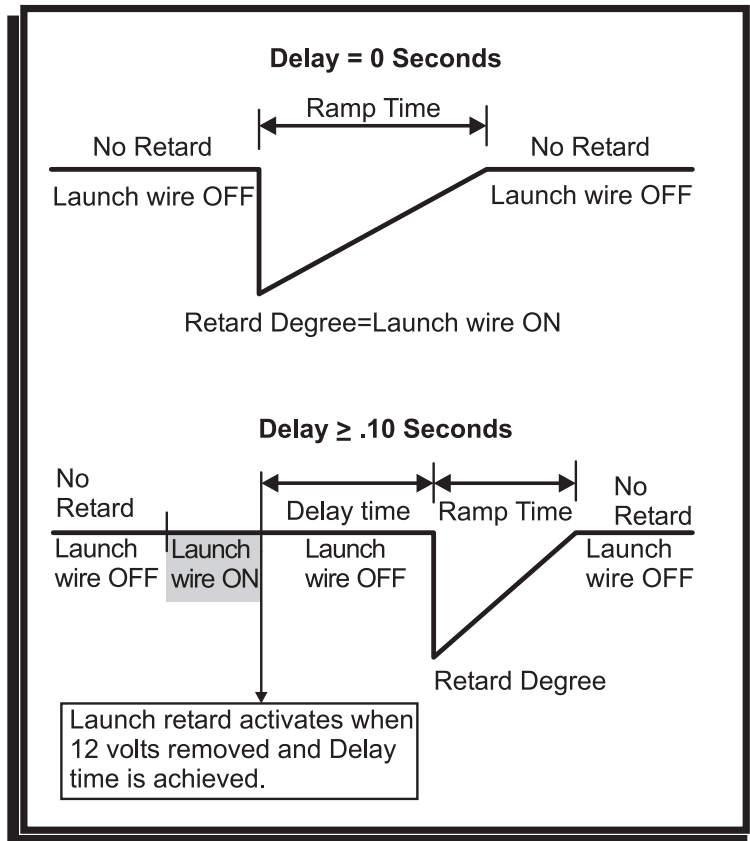 Delay = 0 Seconds
Ramp Time
No Retard
No Retard
Launch wire OFF
Launch wire OFF
Retard Degree=Launch wire ON
Delay ≥ .10 Seconds
No
Retard
Delay time
Ramp Time
No
Retard
Launch
wire OFF
Launch
wire ON
Launch
wire OFF
Launch
wire OFF
Retard Degree
Launch retard activates when
12 volts removed and Delay
time is achieved.